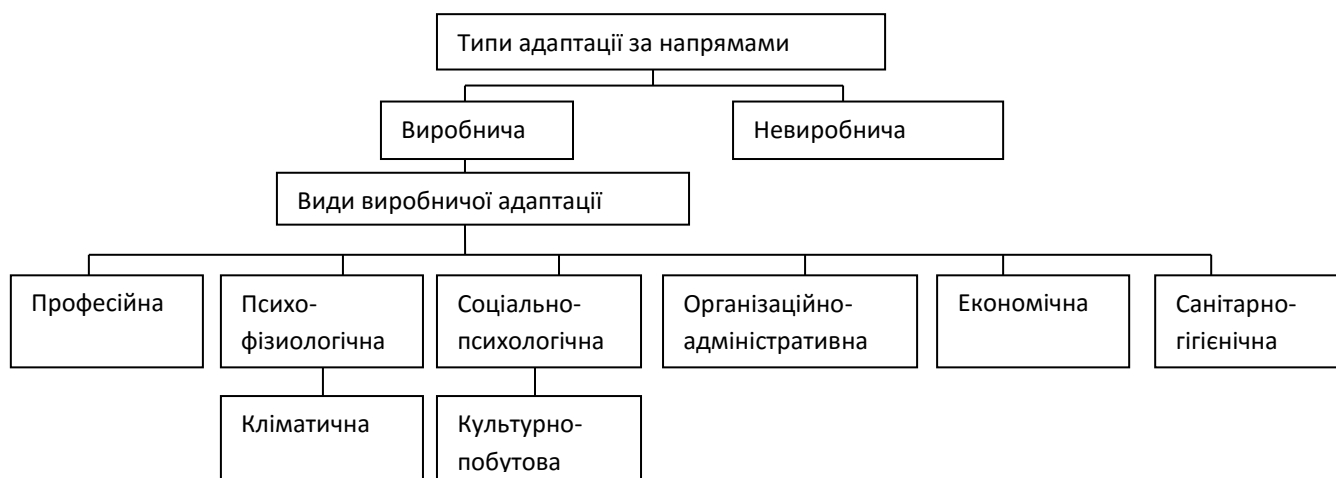 Типи адаптації за напрямами
Виробнича
Невиробнича
Види виробничої адаптації
Професійна
Психо-
фізиологічна
Соціально-
психологічна
Організаційно-
адміністративна
Економічна
Санітарно-
гігієнічна
Кліматична
Культурно-
побутова